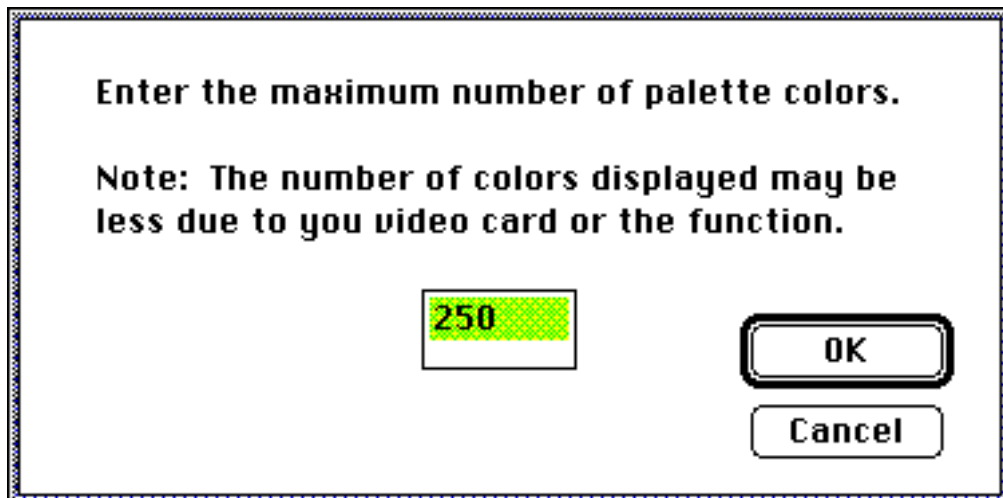 Enter the maximum number of palette colors.
Note:  The number of colors displayed may be
less due to you video card or the function.
250
OK
Cancel